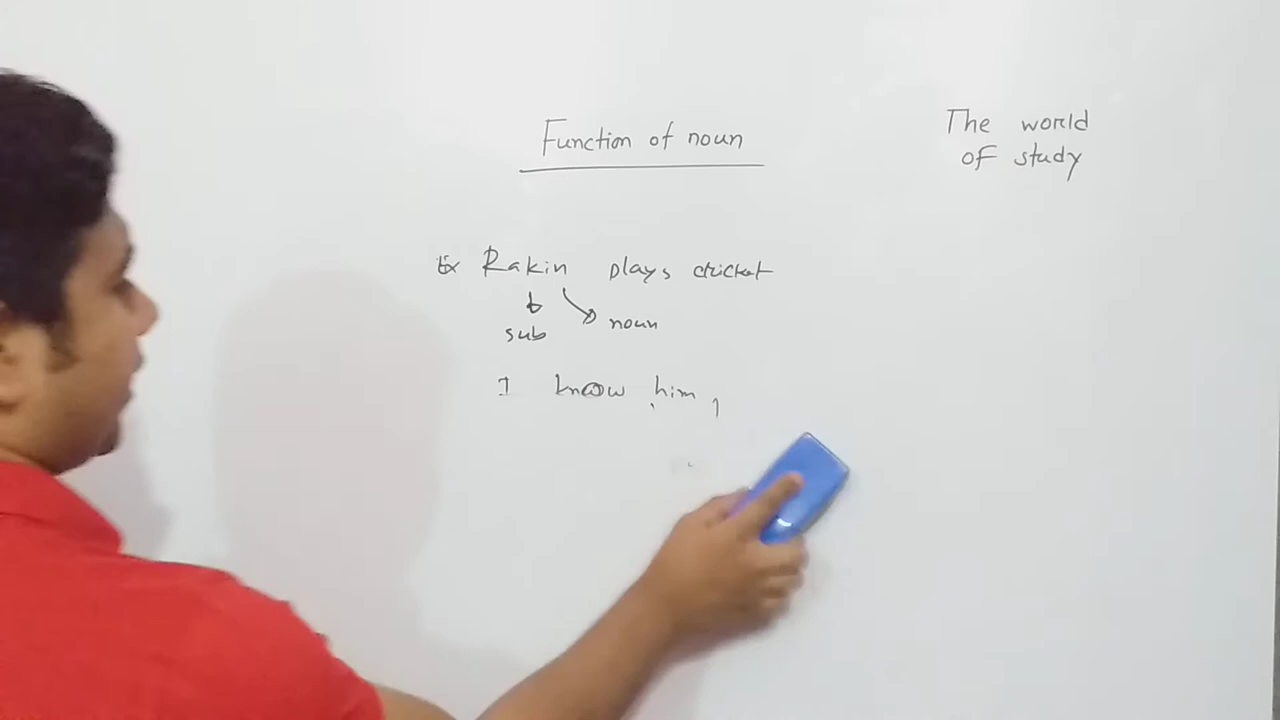 Function of noun
The world
of study
Ex Rakin plays cricket
sub noun
I know him,